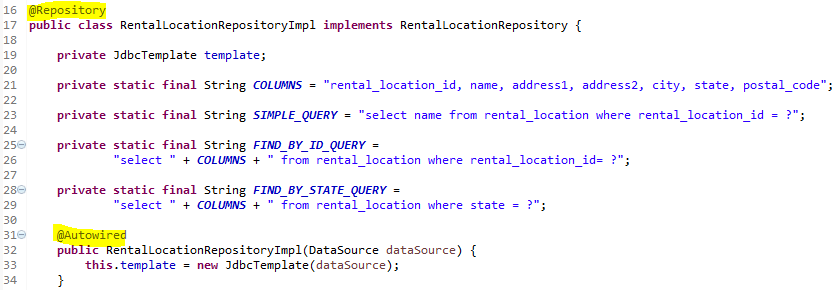 16 @Repository
17 public class RentalLocationRepositoryImpl implements RentalLocationRepository {
18
19 private JdbcTemplate template;
20
21 private static final String COLUMNS = "rental_location_id, name, address1, address2, city, state, postal_code";
22
23 private static final String SIMPLE_QUERY = "select name from rental_location where rental_location_id = ?";
24
25 private static final String FIND_BY_ID_QUERY =
26 "select " + COLUMNS + " from rental_location where rental_location_id= ?";
27
28 private static final String FIND_BY_STATE_QUERY =
29 "select " + COLUMNS + " from rental_location where state = ?";
30
31 @Autowired
32 public RentalLocationRepositoryImpl(DataSource dataSource) {
33 this.template = new JdbcTemplate(dataSource);
34 }